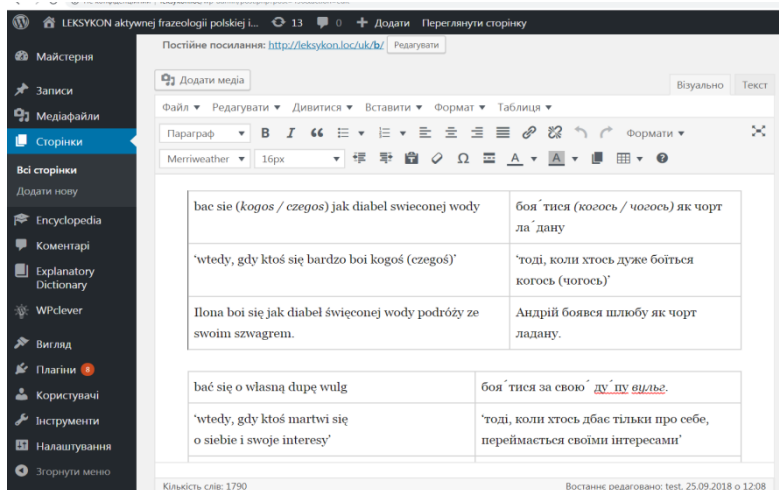 LEKSYKON aktywnej frazeologii polskiej i... 13 0 + Додати Переглянути сторінку
Майстерня
Записи
Медіафайли
Сторінки
Всі сторінки
Додати нову
Encyclopedia
Коментарі
Explanatory
Dictionary
WPclever
Вигляд
Плагіни 8
Користувачі
Інструменти
Налаштування
Згорнути меню
Постійне посилання: http://leksykon.loc/uk/b/ Редагувати
Додати медіа
Візуально Текст
Файл Редагувати Дивитися Вставити Формат Таблиця
Параграф B I Формати
Merriweather 16px Ω A A
bac sie (kogos / czegos) jak diabel swieconej wody
боя´тися (когось / чогось) як чорт
ла´дану
‘wtedy, gdy ktoś się bardzo boi kogoś (czegoś)’
‘тоді, коли хтось дуже боїться
когось (чогось)’
Ilona boi się jak diabeł święconej wody podróży ze
swoim szwagrem.
Андрій боявся шлюбу як чорт
ладану.
bać się o własną dupę wulg
боя´тися за свою´ ду´пу вульг.
‘wtedy, gdy ktoś martwi się
o siebie i swoje interesy’
‘тоді, коли хтось дбає тільки про себе,
переймається своїми інтересами’
Кількість слів: 1790
Востаннє редаговано: test, 25.09.2018 о 12:08